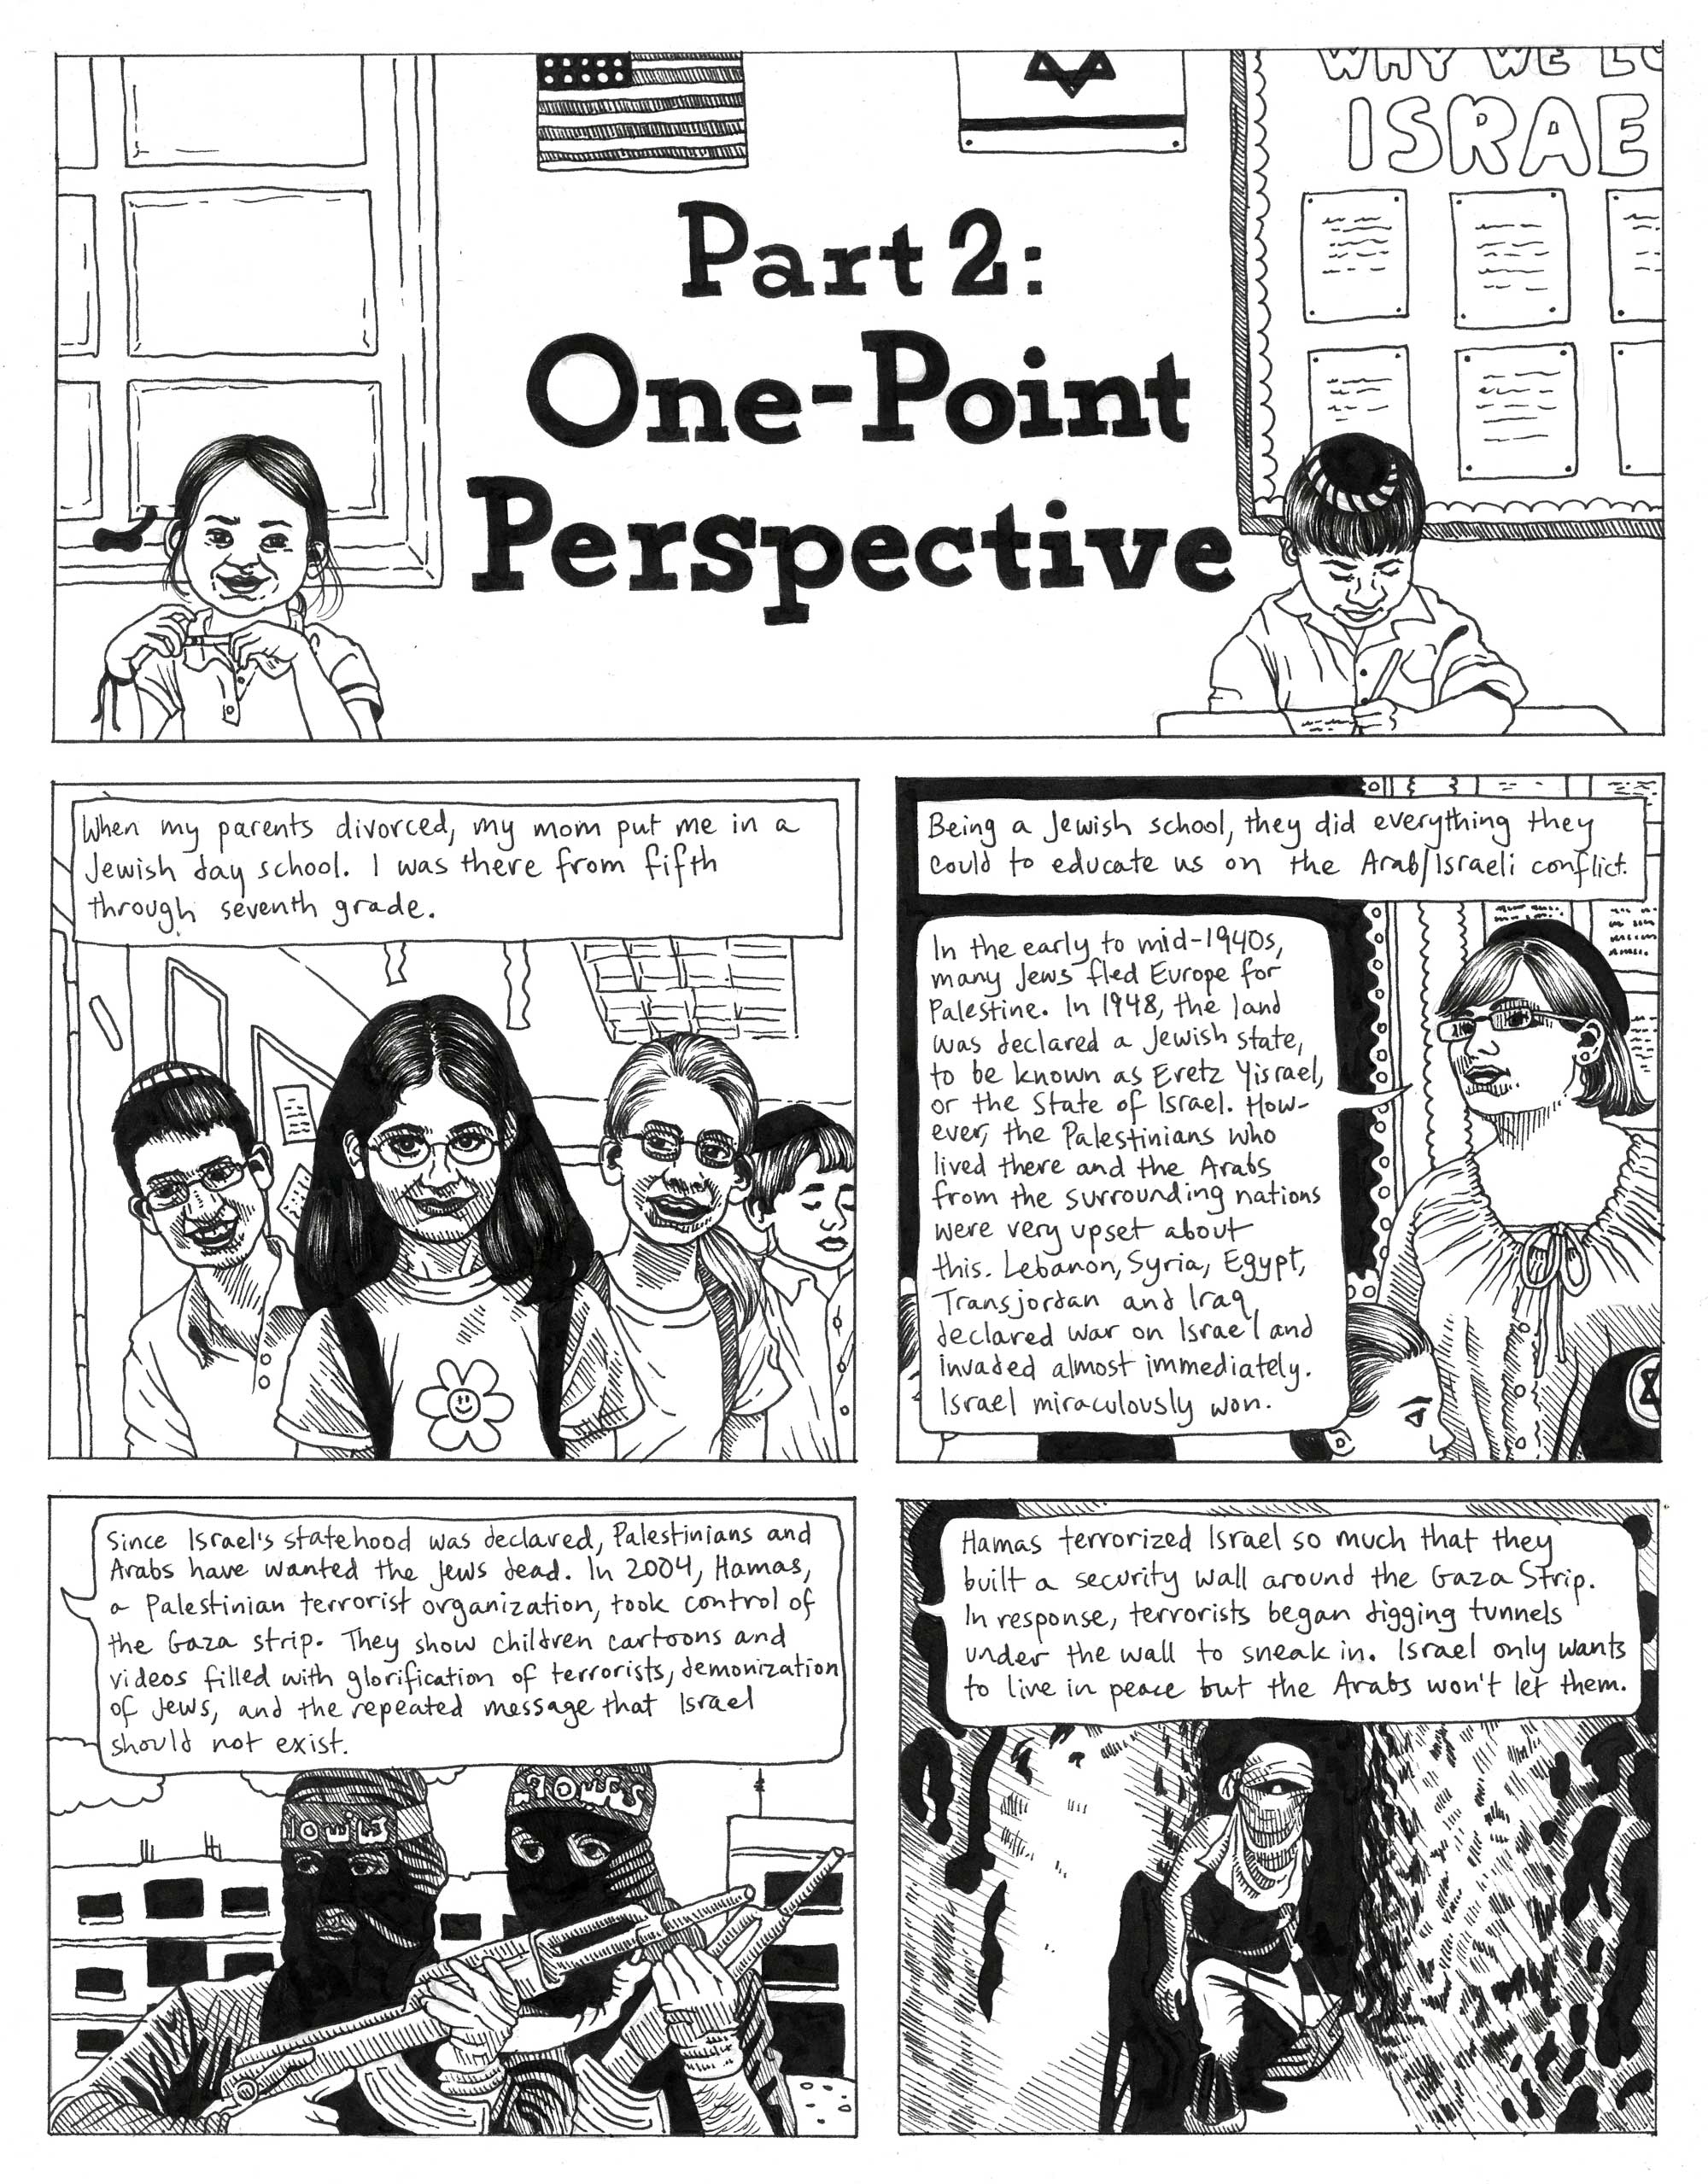 WHY WE LO
ISRAE
Part 2:
One-Point
Perspective
When my parents divorced, my mom put me in a
Jewish day school. I was there from fifth
through seventh grade.
Being a Jewish school, they did everything they
could to educate us on the Arab/Israeli conflict.
In the early to mid-1940s,
many Jews fled Europe for
Palestine. In 1948, the land
was declared a Jewish state,
to be known as Eretz Yisrael,
or the State of Israel. How-
ever, the Palestinians who
lived there and the Arabs
from the surrounding nations
were very upset about
this. Lebanon, Syria, Egypt,
Transjordan and Iraq
declared war on Israel and
invaded almost immediately.
Israel miraculously won.
Since Israel's statehood was declared, Palestinians and
Arabs have wanted the Jews dead. In 2004, Hamas,
a Palestinian terrorist organization, took control of
the Gaza strip. They show children cartoons and
videos filled with glorification of terrorists, demonization
of Jews, and the repeated message that Israel
should not exist.
Hamas terrorized Israel so much that they
built a security wall around the Gaza Strip.
In response, terrorists began digging tunnels
under the wall to sneak in. Israel only wants
to live in peace but the Arabs won't let them.